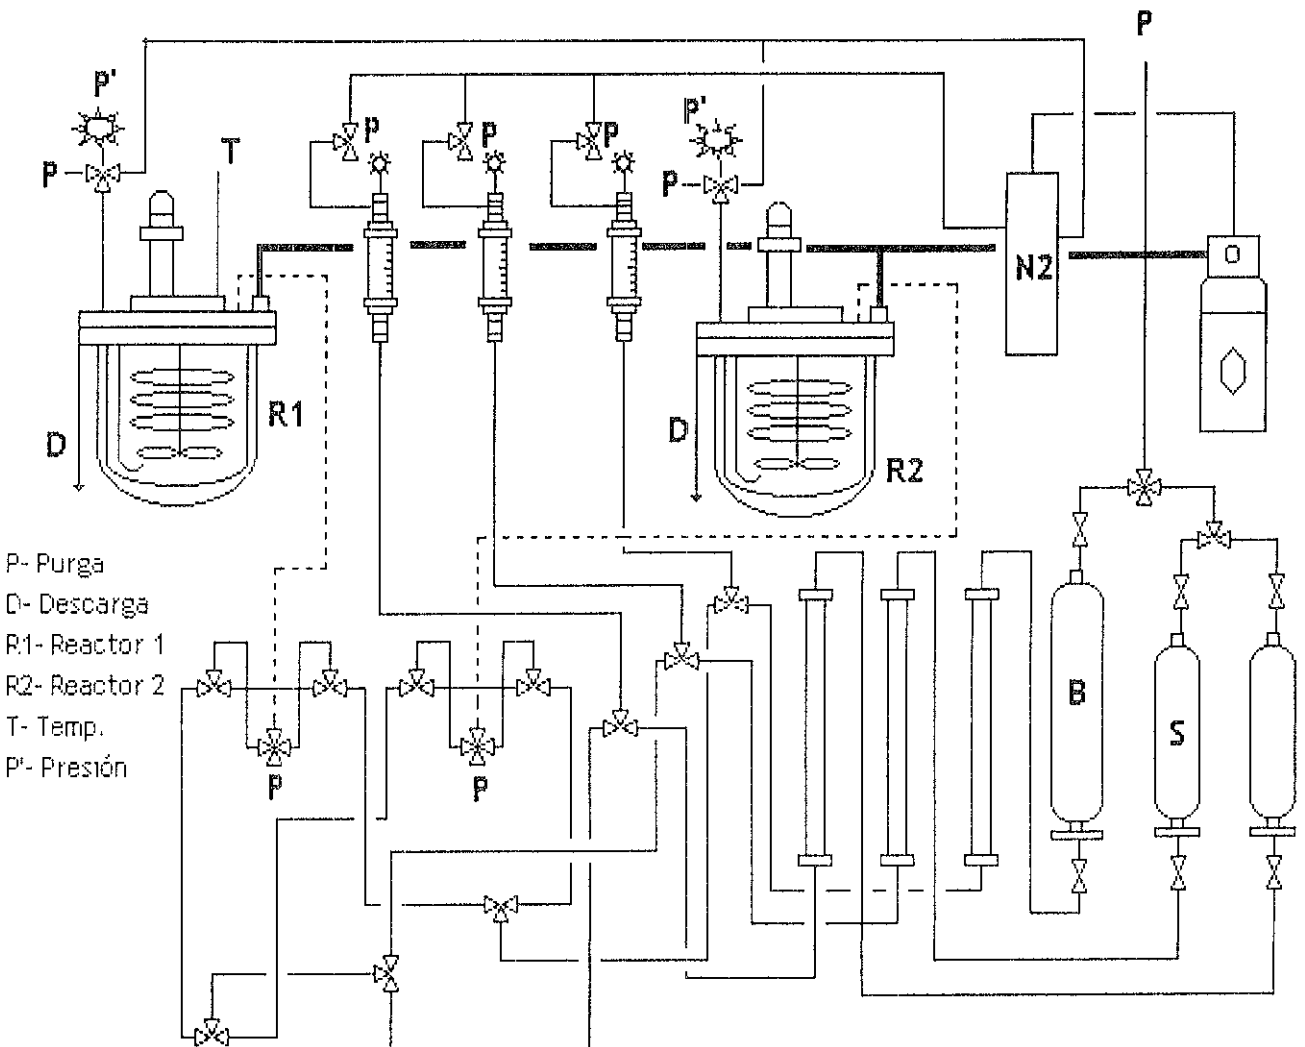 P
P'
P
T
P
P
P
P'
P
N2
O
R1
D
D
R2
P- Purga
D- Descarga
R1- Reactor 1
R2- Reactor 2
T- Temp.
P'- Presión
B
S
P
P